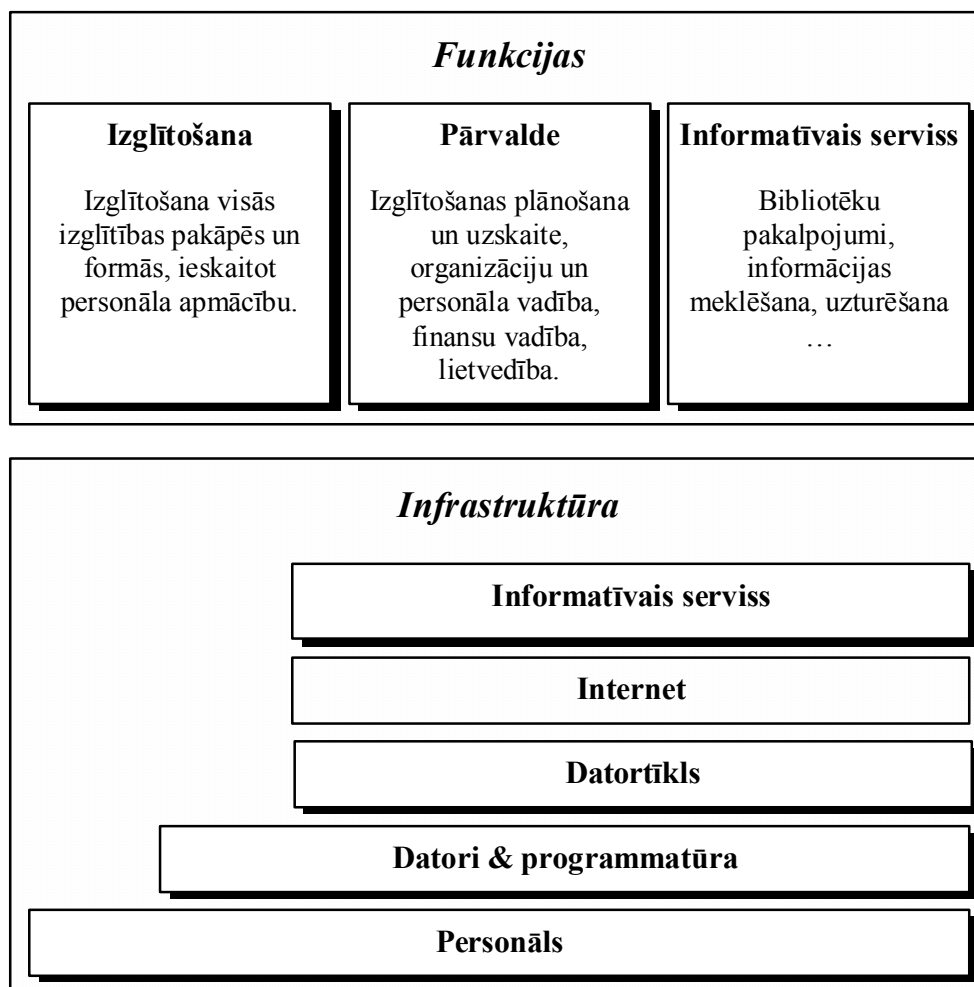 Funkcijas
Izglītošana
Izglītošana visās
izglītības pakāpēs un
formās, ieskaitot
personāla apmācību.
Pārvalde
Izglītošanas plānošana
un uzskaite,
organizāciju un
personāla vadība,
finansu vadība,
lietvedība.
Informatīvais serviss
Bibliotēku
pakalpojumi,
informācijas
meklēšana, uzturēšana
…
Infrastruktūra
Informatīvais serviss
Internet
Datortīkls
Datori & programmatūra
Personāls